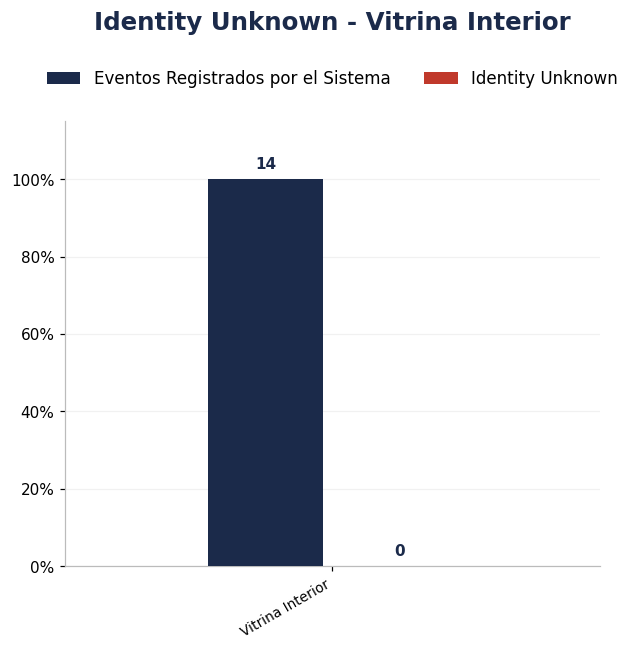 Identity Unknown - Vitrina Interior
Eventos Registrados por el Sistema
Identity Unknown
14
100%
80%
60%
40%
20%
0
0%
Vitrina Interior